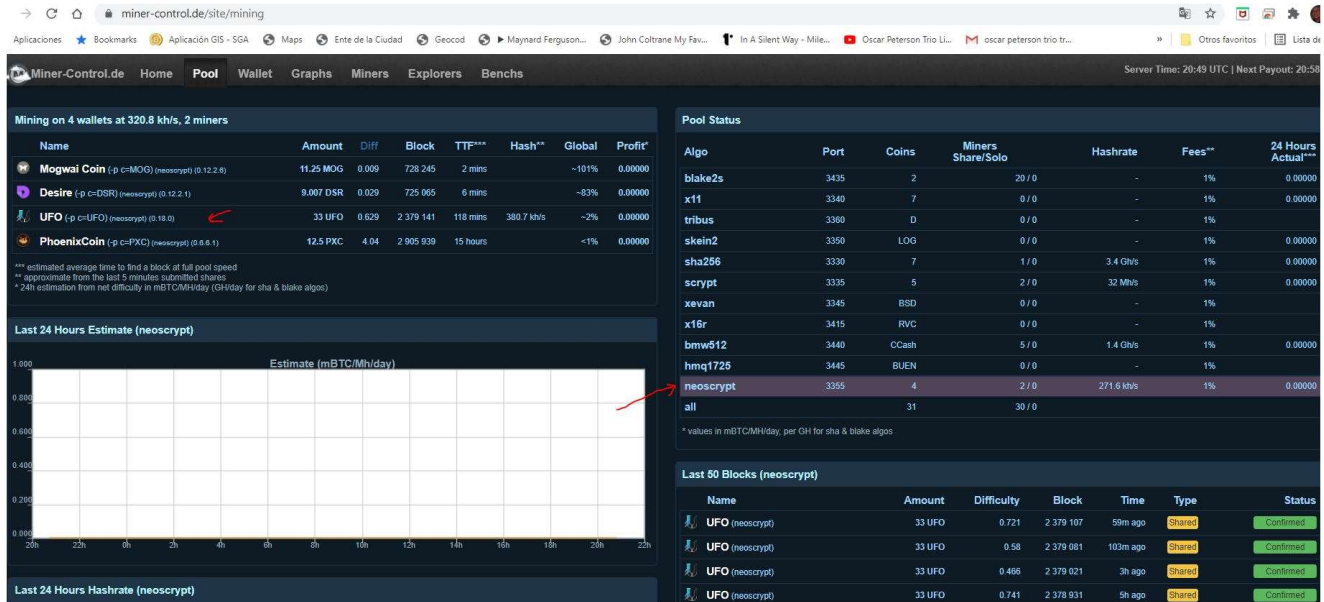 miner-control.de/site/mining
Aplicaciones Bookmarks Aplicación GIS - SGA Maps Ente de la Ciudad Geocod Maynard Ferguson... John Coltrane My Fav... In A Silent Way - Mile... Oscar Peterson Trio Li... oscar peterson trio tr... » Otros favoritos Lista de
Miner-Control.de Home Pool Wallet Graphs Miners Explorers Benchs Server Time: 20:49 UTC | Next Payout: 20:58
Mining on 4 wallets at 320.8 kh/s, 2 miners
Name Amount Diff Block TTF*** Hash** Global Profit*
Mogwai Coin (-p c=MOG) (neoscrypt) (0.12.2.6) 11.25 MOG 0.009 728 245 2 mins ~101% 0.00000
Desire (-p c=DSR) (neoscrypt) (0.12.2.1) 9.007 DSR 0.029 725 065 6 mins ~83% 0.00000
UFO (-p c=UFO) (neoscrypt) (0.18.0) 33 UFO 0.629 2 379 141 118 mins 380.7 kh/s ~2% 0.00000
PhoenixCoin (-p c=PXC) (neoscrypt) (0.6.6.1) 12.5 PXC 4.04 2 905 939 15 hours <1% 0.00000
*** estimated average time to find a block at full pool speed
** approximate from the last 5 minutes submitted shares
* 24h estimation from net difficulty in mBTC/MH/day (GH/day for sha & blake algos)
Last 24 Hours Estimate (neoscrypt)
Estimate (mBTC/Mh/day)
1.000
0.800
0.600
0.400
0.200
0.000
20h 22h 0h 2h 4h 6h 8h 10h 12h 14h 16h 18h 20h 22h
Last 24 Hours Hashrate (neoscrypt)
Pool Status
Algo Port Coins Miners Share/Solo Hashrate Fees** 24 Hours Actual***
blake2s 3435 2 20 / 0 - 1% 0.00000
x11 3340 7 0 / 0 - 1% 0.00000
tribus 3360 D 0 / 0 - 1%
skein2 3350 LOG 0 / 0 - 1% 0.00000
sha256 3330 7 1 / 0 3.4 Gh/s 1% 0.00000
scrypt 3335 5 2 / 0 32 Mh/s 1% 0.00000
xevan 3345 BSD 0 / 0 - 1%
x16r 3415 RVC 0 / 0 - 1%
bmw512 3440 CCash 5 / 0 1.4 Gh/s 1% 0.00000
hmq1725 3445 BUEN 0 / 0 - 1%
neoscrypt 3355 4 2 / 0 271.6 kh/s 1% 0.00000
all 31 30 / 0
* values in mBTC/MH/day, per GH for sha & blake algos
Last 50 Blocks (neoscrypt)
Name Amount Difficulty Block Time Type Status
UFO (neoscrypt) 33 UFO 0.721 2 379 107 59m ago Shared Confirmed
UFO (neoscrypt) 33 UFO 0.58 2 379 081 103m ago Shared Confirmed
UFO (neoscrypt) 33 UFO 0.466 2 379 021 3h ago Shared Confirmed
UFO (neoscrypt) 33 UFO 0.741 2 378 931 5h ago Shared Confirmed